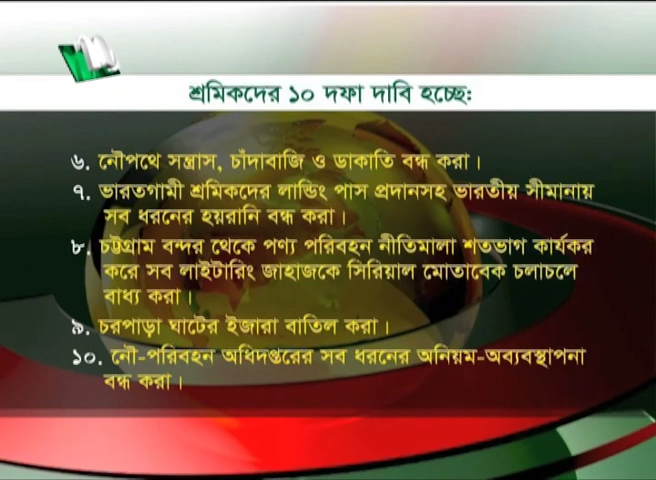 শ্রমিকদের ১০ দফা দাবি হচ্ছে:
৬. নৌপথে সন্ত্রাস, চাঁদাবাজি ও ডাকাতি বন্ধ করা।
৭. ভারতগামী শ্রমিকদের লান্ডিং পাস প্রদানসহ ভারতীয় সীমানায়
সব ধরনের হয়রানি বন্ধ করা।
৮. চট্টগ্রাম বন্দর থেকে পণ্য পরিবহন নীতিমালা শতভাগ কার্যকর
করে সব লাইটারিং জাহাজকে সিরিয়াল মোতাবেক চলাচলে
বাধ্য করা।
৯. চরপাড়া ঘাটের ইজারা বাতিল করা।
১০. নৌ-পরিবহন অধিদপ্তরের সব ধরনের অনিয়ম-অব্যবস্থাপনা
বন্ধ করা।